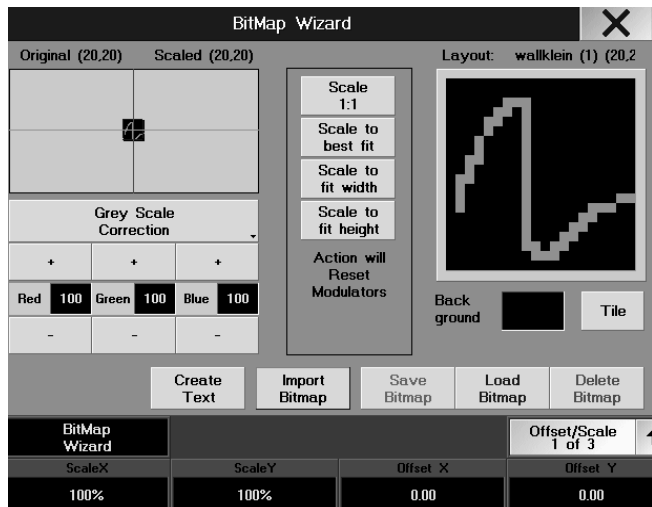 BitMap Wizard
Original (20,20) Scaled (20,20) Layout: wallklein (1) (20,2
Scale
1:1
Scale to
best fit
Scale to
fit width
Scale to
fit height
Action will
Reset
Modulators
Grey Scale
Correction
+ + +
Red 100 Green 100 Blue 100
- - -
Back
ground
Tile
Create
Text
Import
Bitmap
Save
Bitmap
Load
Bitmap
Delete
Bitmap
BitMap
Wizard
Offset/Scale
1 of 3
ScaleX ScaleY Offset X Offset Y
100% 100% 0.00 0.00